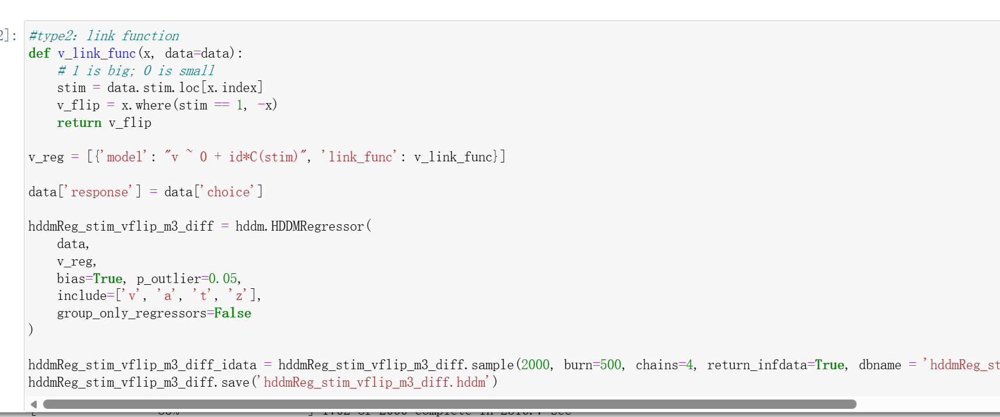 2]:
#type2: link function
def v_link_func(x, data=data):
    # 1 is big; 0 is small
    stim = data.stim.loc[x.index]
    v_flip = x.where(stim == 1, -x)
    return v_flip
v_reg = [{'model': "v ~ 0 + id*C(stim)", 'link_func': v_link_func}]
data['response'] = data['choice']
hddmReg_stim_vflip_m3_diff = hddm.HDDMRegressor(
    data,
    v_reg,
    bias=True, p_outlier=0.05,
    include=['v', 'a', 't', 'z'],
    group_only_regressors=False
)
hddmReg_stim_vflip_m3_diff_idata = hddmReg_stim_vflip_m3_diff.sample(2000, burn=500, chains=4, return_infdata=True, dbname = 'hddmReg_st
hddmReg_stim_vflip_m3_diff.save('hddmReg_stim_vflip_m3_diff.hddm')